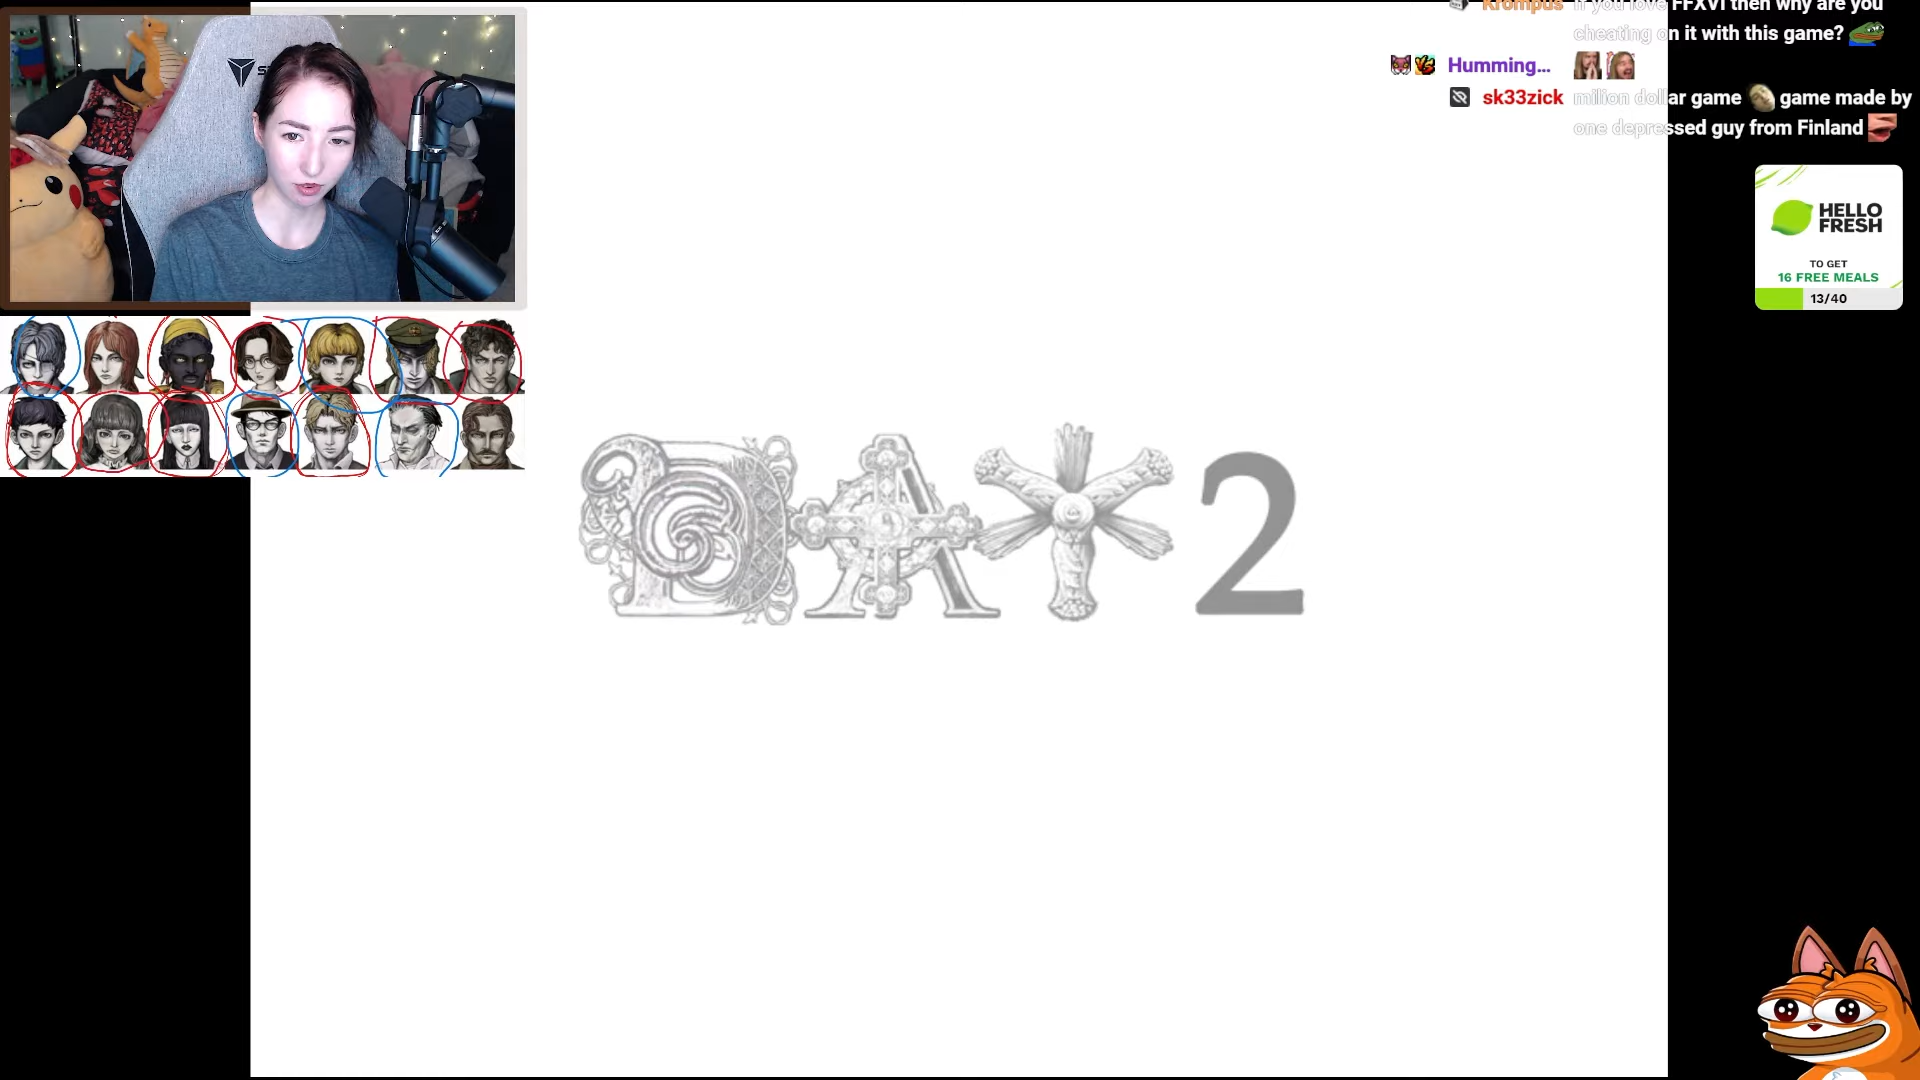 Krompus if you love FFXVI then why are you
cheating on it with this game?
Humming...
sk33zick milion dollar game game made by
one depressed guy from Finland
HELLO
FRESH
TO GET
16 FREE MEALS
13/40
DAY 2